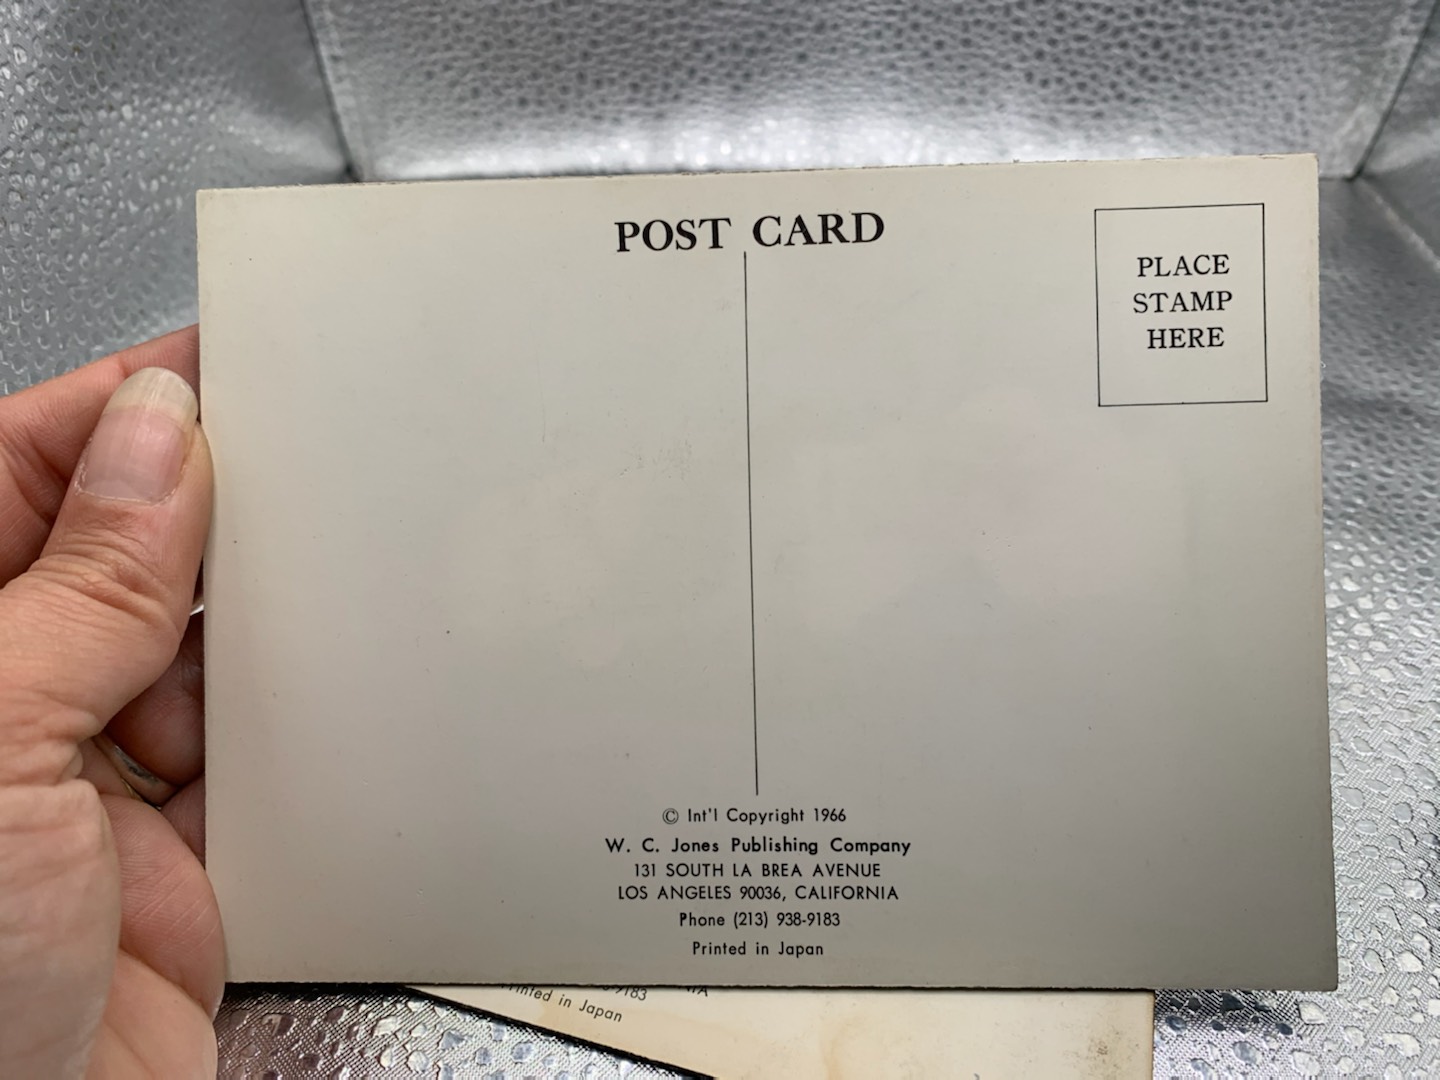 POST CARD
PLACE
STAMP
HERE
© Int'l Copyright 1966
W. C. Jones Publishing Company
131 SOUTH LA BREA AVENUE
LOS ANGELES 90036, CALIFORNIA
Phone (213) 938-9183
Printed in Japan
-9183
Printed in Japan